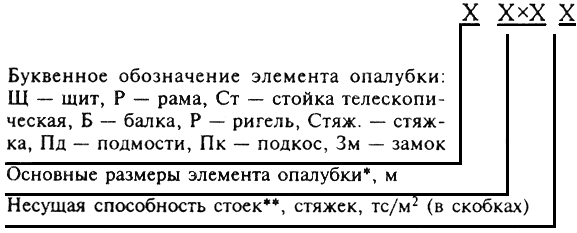 Х Х×Х Х
Буквенное обозначение элемента опалубки:
Щ — щит, Р — рама, Ст — стойка телескопи-
ческая, Б — балка, Р — ригель, Стяж. — стяж-
ка, Пд — подмости, Пк — подкос, Зм — замок
Основные размеры элемента опалубки*, м
Несущая способность стоек**, стяжек, тс/м² (в скобках)